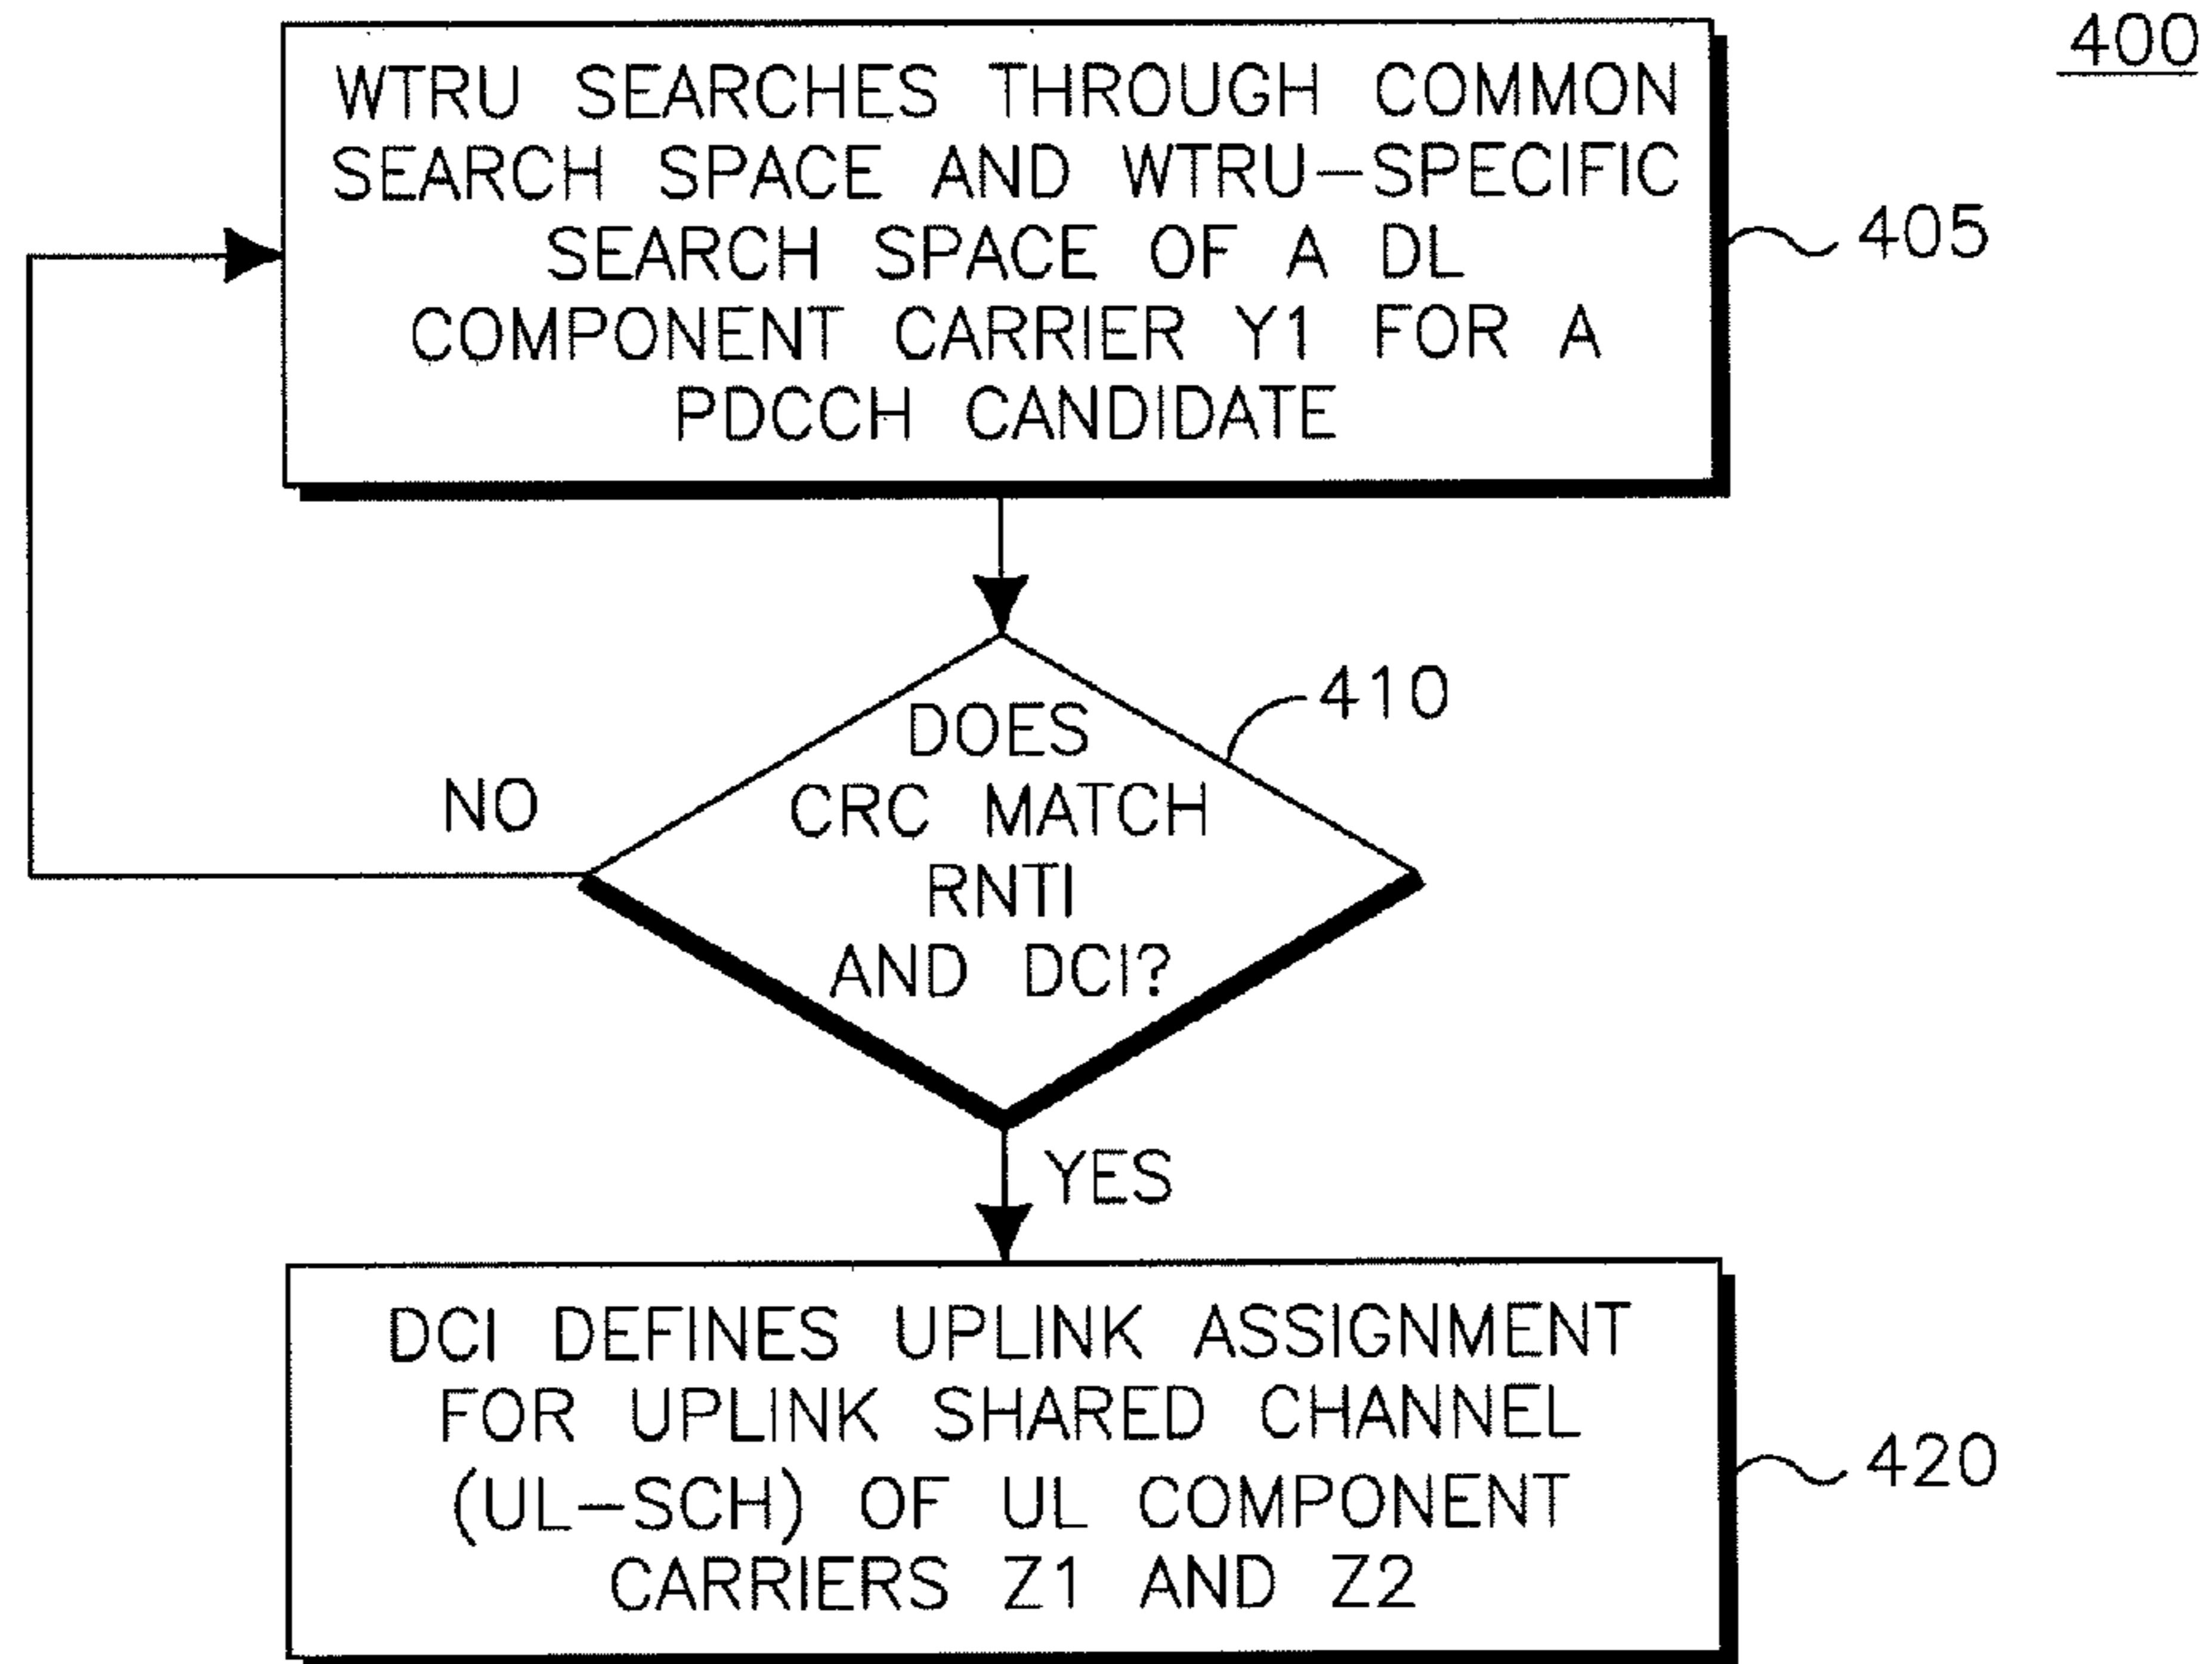 400
WTRU SEARCHES THROUGH COMMON
SEARCH SPACE AND WTRU-SPECIFIC
SEARCH SPACE OF A DL
COMPONENT CARRIER Y1 FOR A
PDCCH CANDIDATE
405
DOES
CRC MATCH
RNTI
AND DCI?
410
NO
YES
DCI DEFINES UPLINK ASSIGNMENT
FOR UPLINK SHARED CHANNEL
(UL-SCH) OF UL COMPONENT
CARRIERS Z1 AND Z2
420